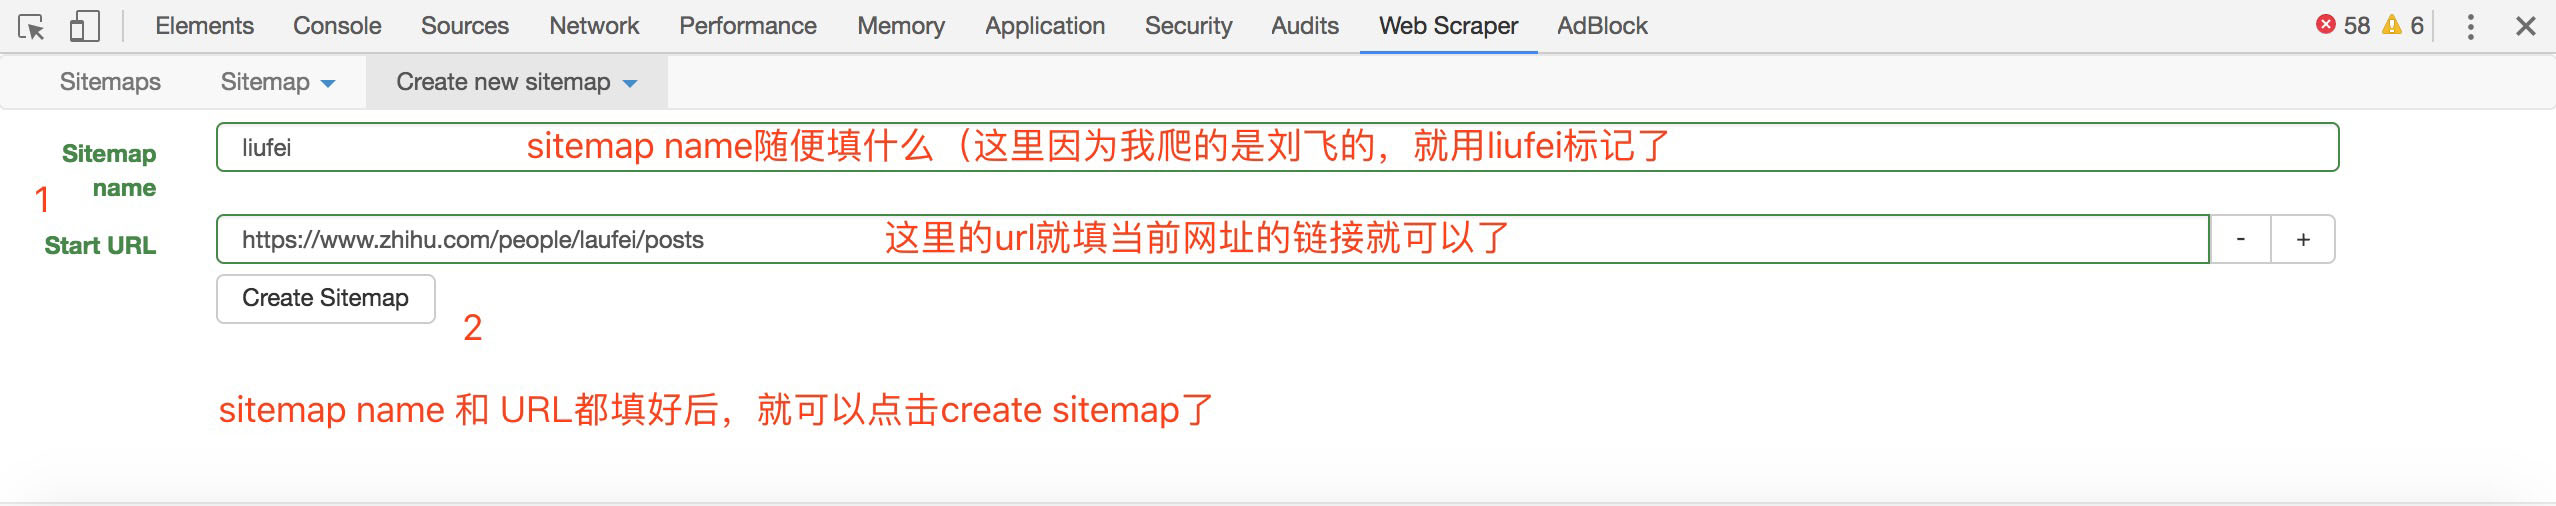 Elements Console Sources Network Performance Memory Application Security Audits Web Scraper AdBlock 58 6
Sitemaps Sitemap Create new sitemap
Sitemap name
liufei sitemap name随便填什么（这里因为我爬的是刘飞的，就用liufei标记了
1
Start URL https://www.zhihu.com/people/laufei/posts 这里的url就填当前网址的链接就可以了 - +
Create Sitemap
2
sitemap name 和 URL都填好后，就可以点击create sitemap了